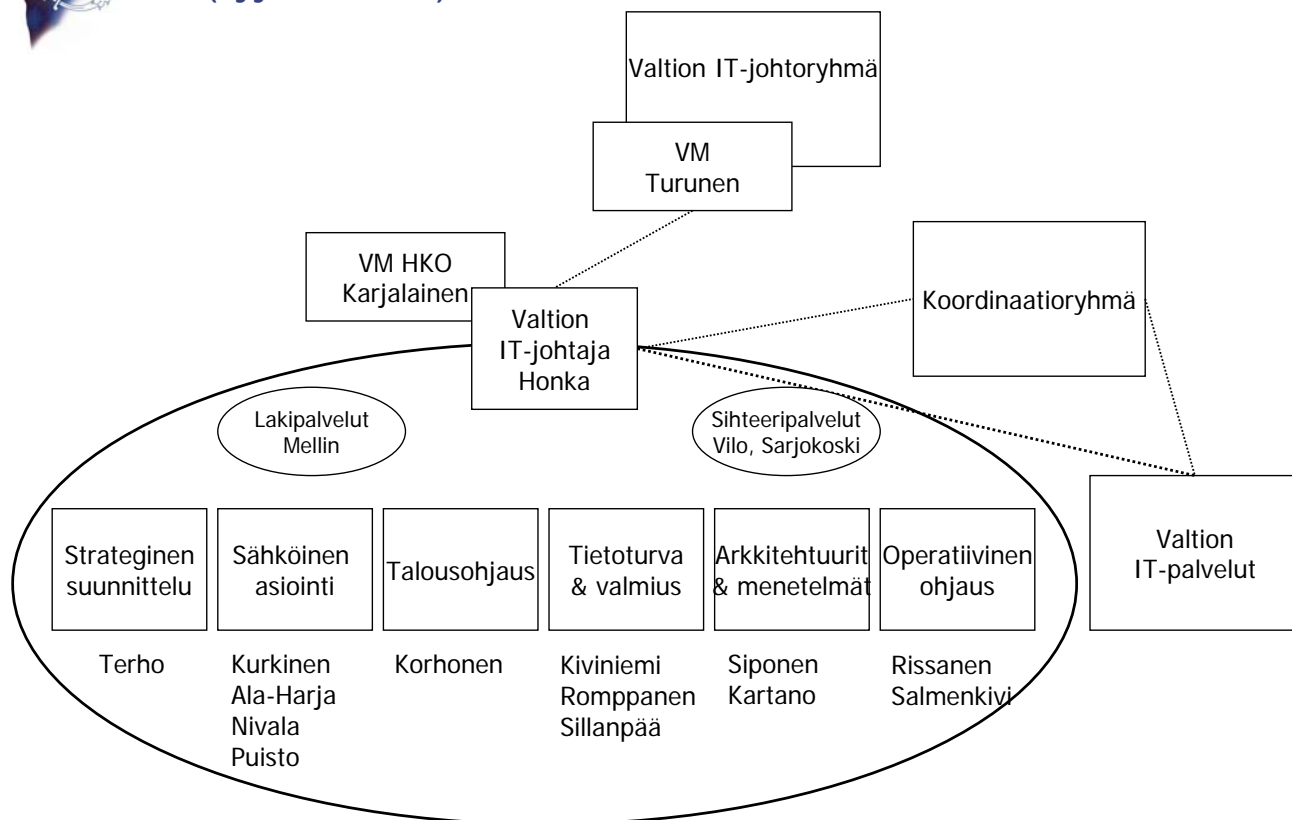 Valtion IT-johtoryhmä
VM
Turunen
VM HKO
Karjalainen
Valtion
IT-johtaja
Honka
Koordinaatioryhmä
Lakipalvelut
Mellin
Sihteeripalvelut
Vilo, Sarjokoski
Strateginen
suunnittelu
Sähköinen
asiointi
Talousohjaus
Tietoturva
& valmius
Arkkitehtuurit
& menetelmät
Operatiivinen
ohjaus
Valtion
IT-palvelut
Terho
Kurkinen
Ala-Harja
Nivala
Puisto
Korhonen
Kiviniemi
Romppanen
Sillanpää
Siponen
Kartano
Rissanen
Salmenkivi